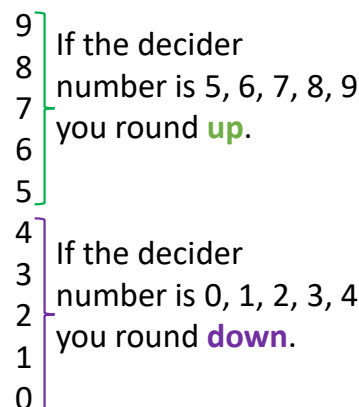 9
8
7
6
5
If the decider
number is 5, 6, 7, 8, 9
you round up.
4
3
2
1
0
If the decider
number is 0, 1, 2, 3, 4
you round down.